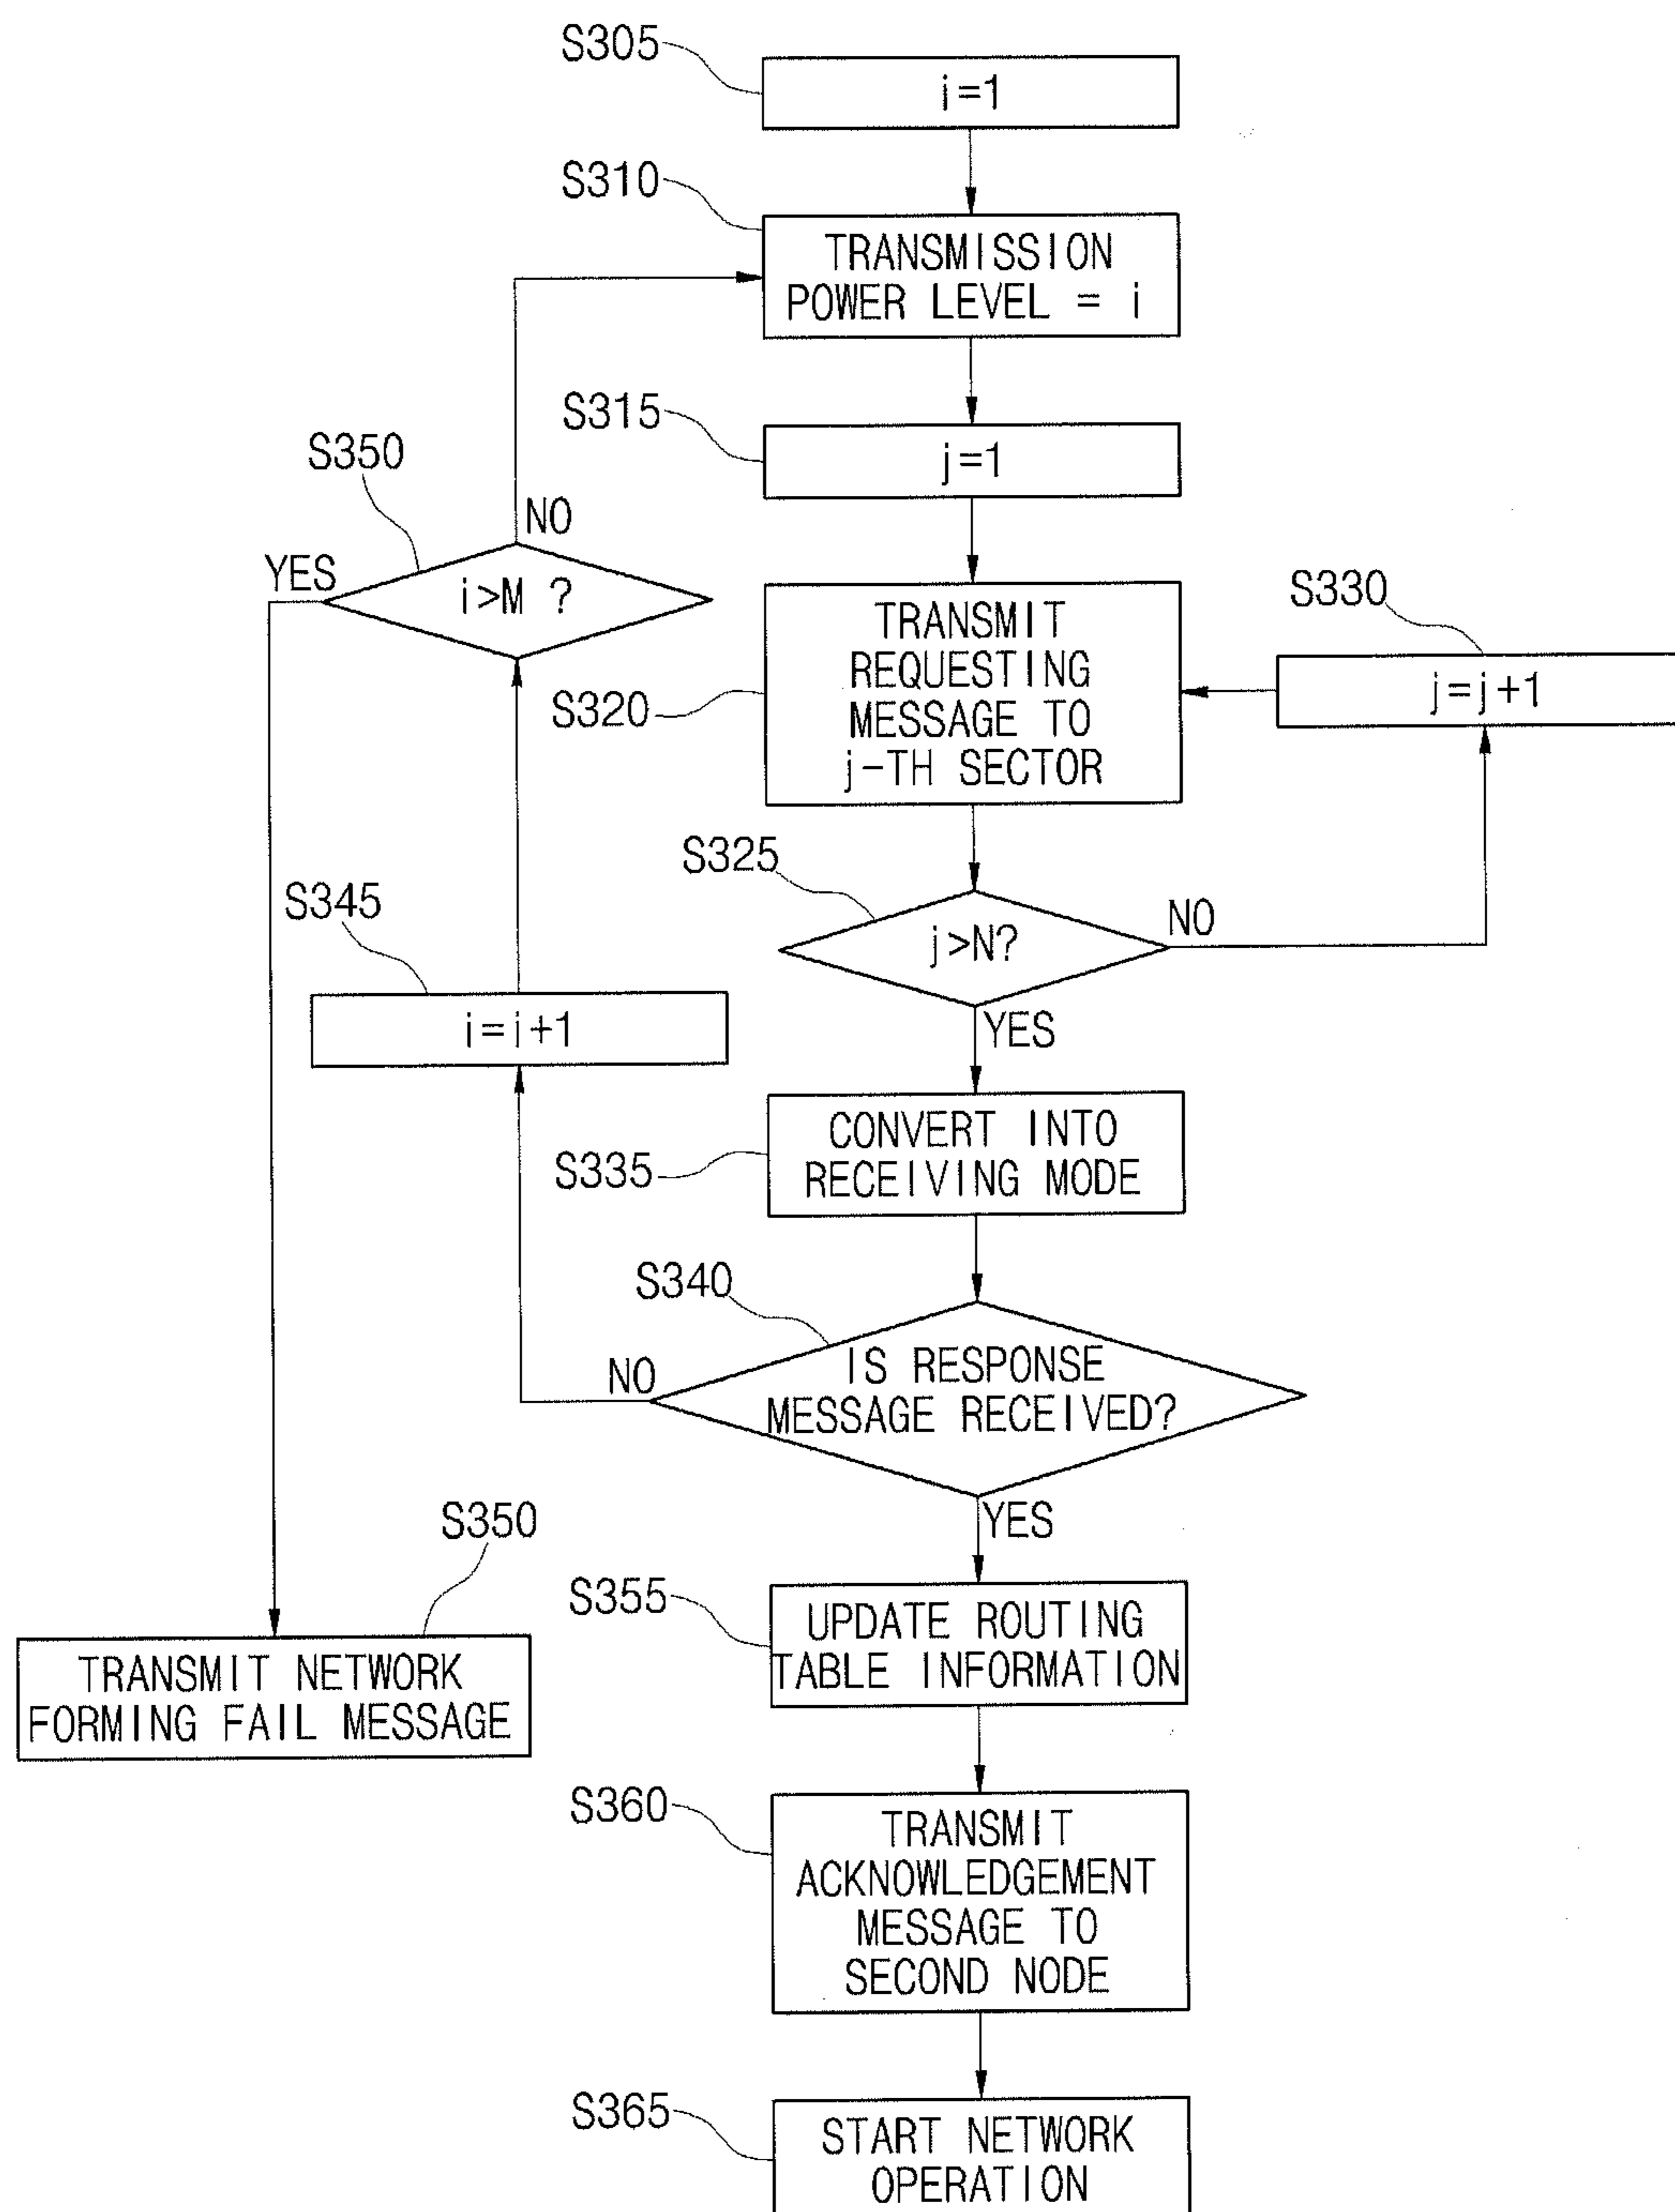 S305
i=1
S310
TRANSMISSION
POWER LEVEL = i
S315
j=1
S350
NO
YES
i>M ?
S330
TRANSMIT
REQUESTING
MESSAGE TO
j-TH SECTOR
j=j+1
S320
S325
j>N?
NO
S345
i=i+1
YES
CONVERT INTO
RECEIVING MODE
S335
S340
IS RESPONSE
MESSAGE RECEIVED?
NO
YES
S350
TRANSMIT NETWORK
FORMING FAIL MESSAGE
S355
UPDATE ROUTING
TABLE INFORMATION
S360
TRANSMIT
ACKNOWLEDGEMENT
MESSAGE TO
SECOND NODE
S365
START NETWORK
OPERATION